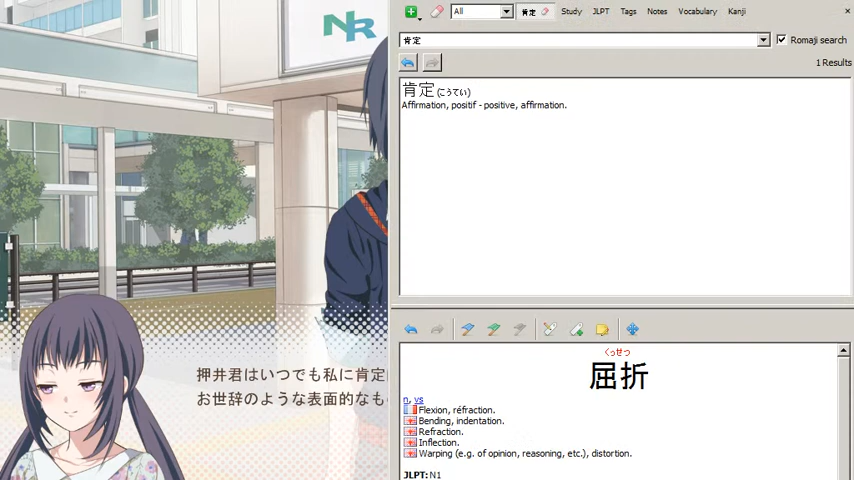 NR
押井君はいつでも私に肯定
お世辞のような表面的なも
All
肯定
Study
JLPT
Tags
Notes
Vocabulary
Kanji
肯定
Romaji search
1 Results
肯定(こうてい)
Affirmation, positif - positive, affirmation.
くっせつ
屈折
n, vs
Flexion, réfraction.
Bending, indentation.
Refraction.
Inflection.
Warping (e.g. of opinion, reasoning, etc.), distortion.
JLPT: N1